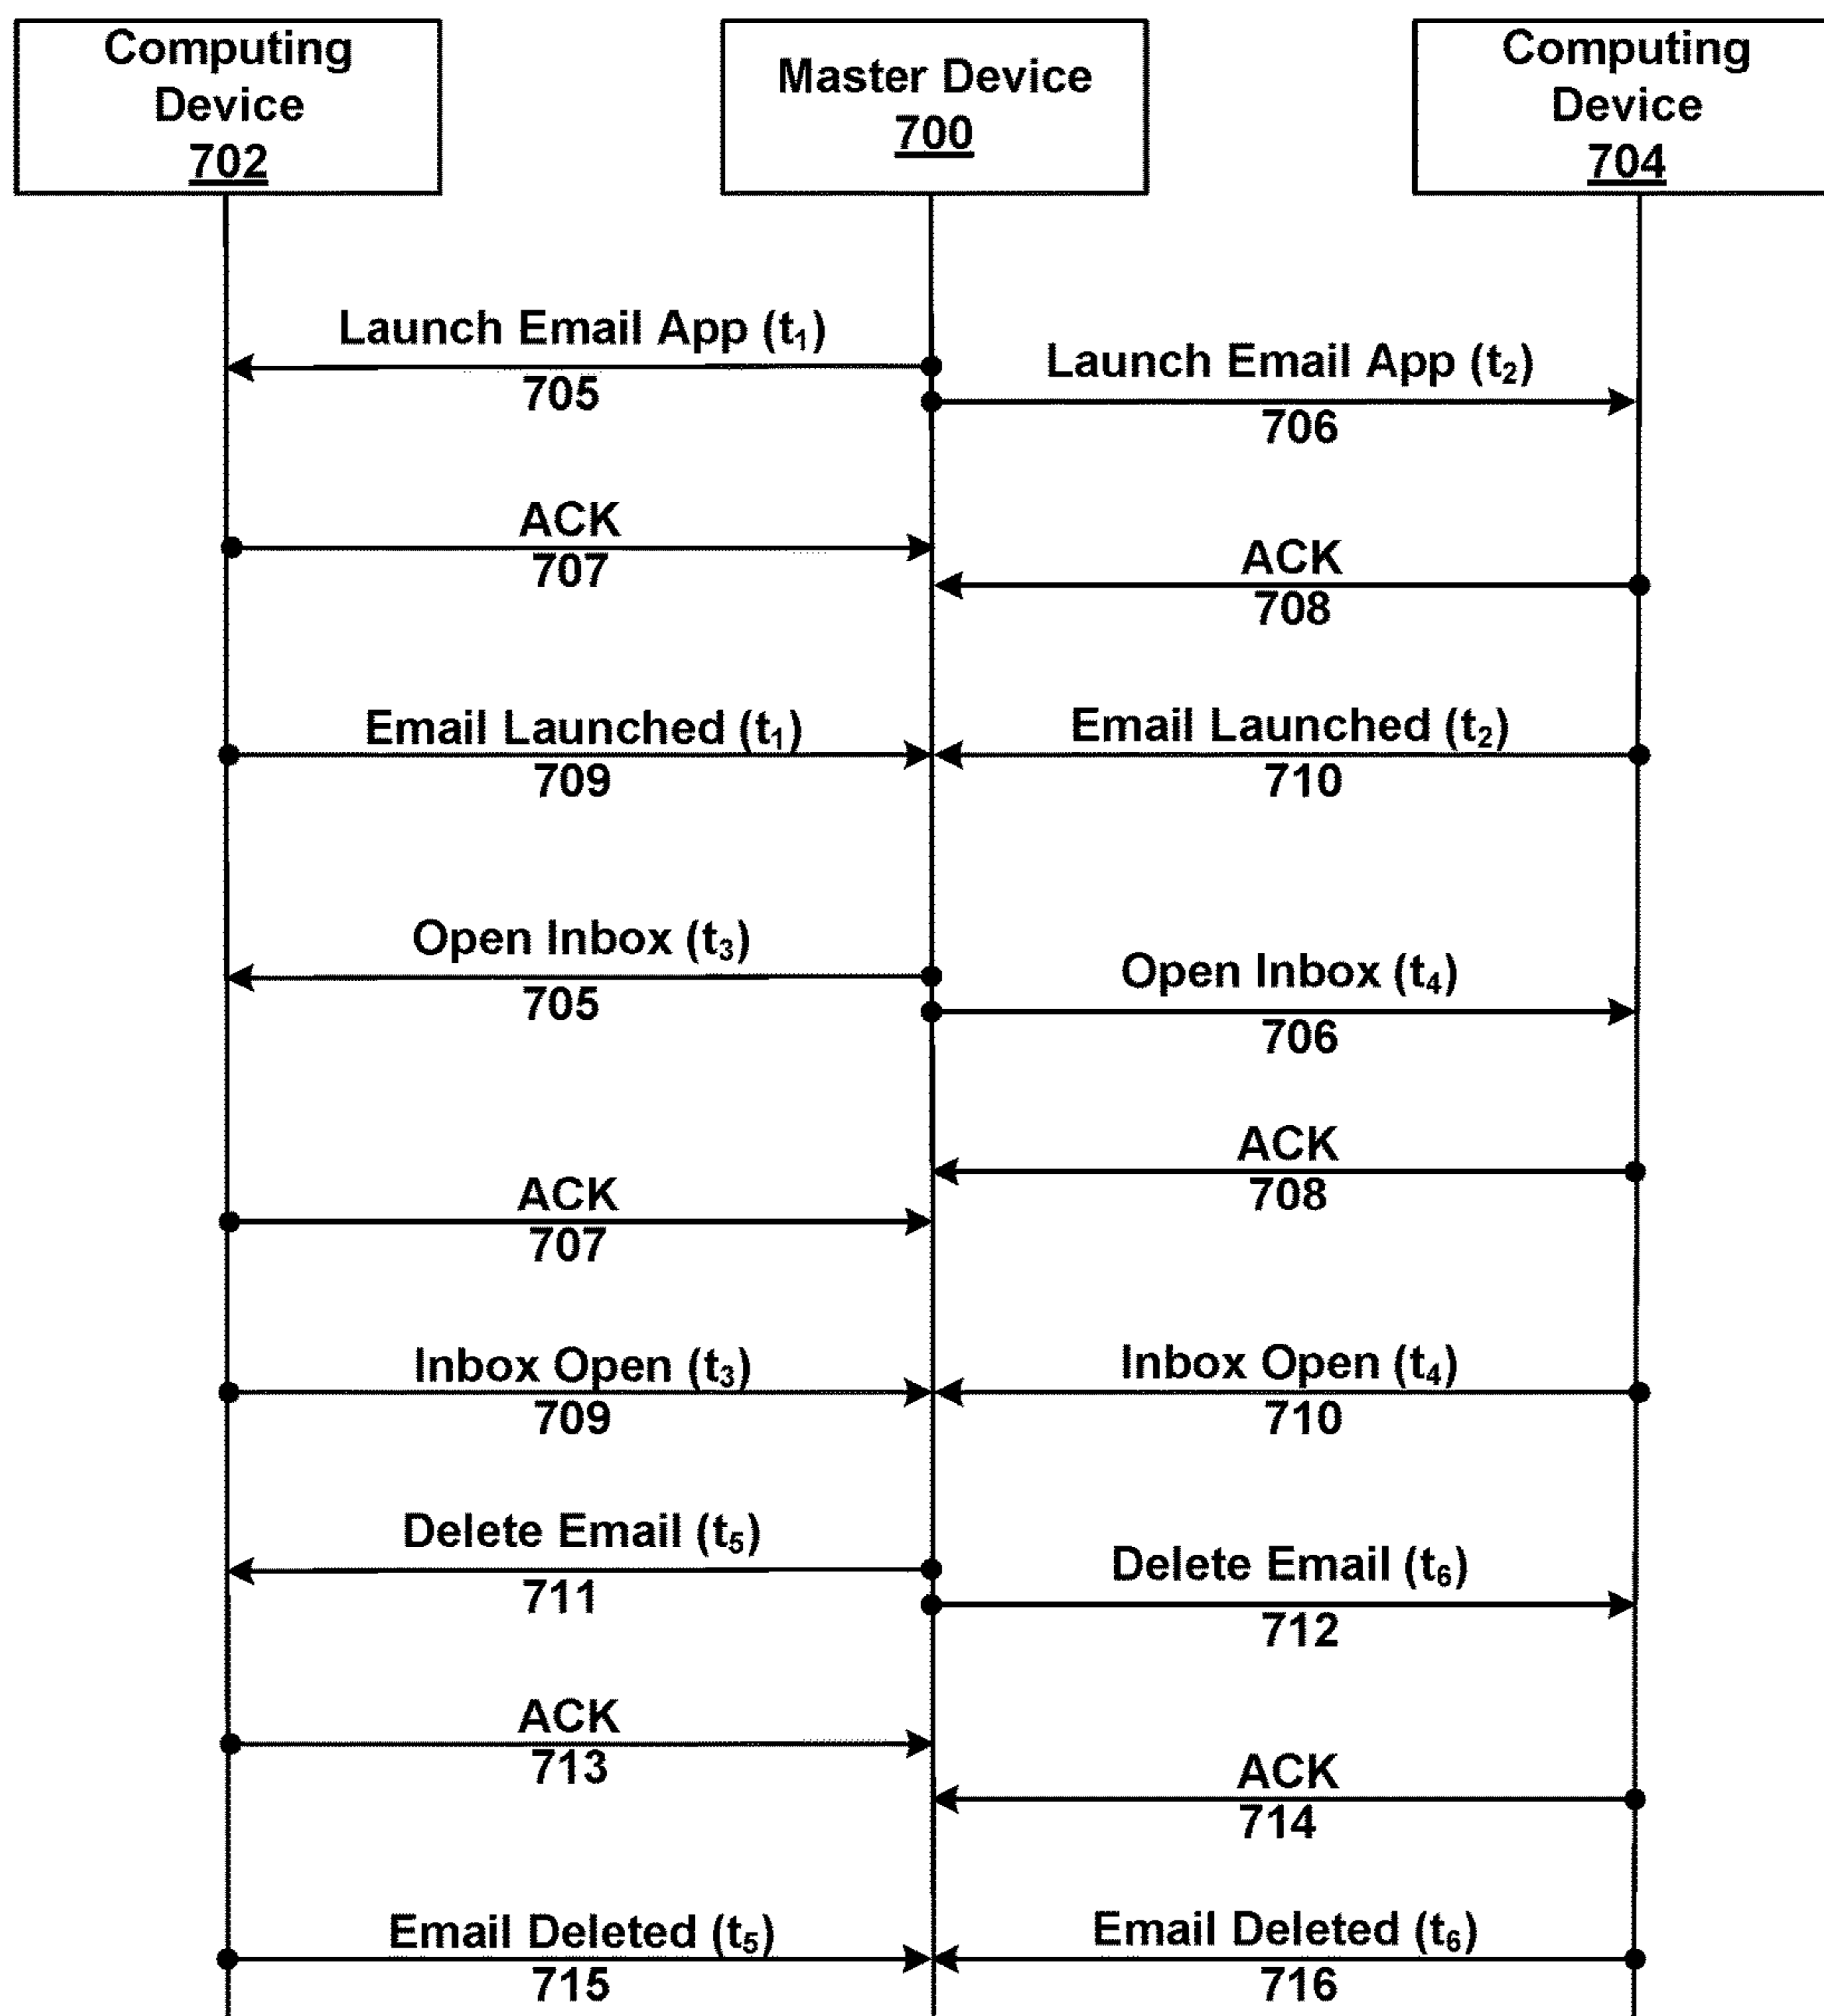 Computing
Device
702
Master Device
700
Computing
Device
704
Launch Email App (t₁)
705
Launch Email App (t₂)
706
ACK
707
ACK
708
Email Launched (t₁)
709
Email Launched (t₂)
710
Open Inbox (t₃)
705
Open Inbox (t₄)
706
ACK
708
ACK
707
Inbox Open (t₃)
709
Inbox Open (t₄)
710
Delete Email (t₅)
711
Delete Email (t₆)
712
ACK
713
ACK
714
Email Deleted (t₅)
715
Email Deleted (t₆)
716